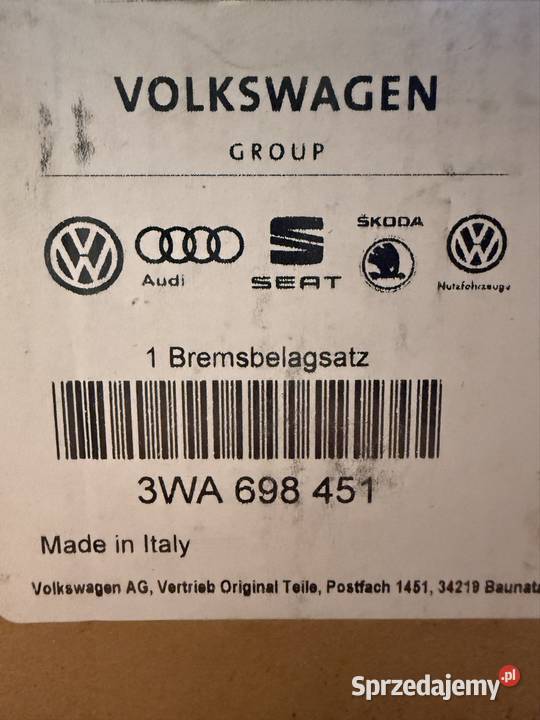 VOLKSWAGEN
GROUP
Audi
SEAT
ŠKODA
Nutzfahrzeuge
1 Bremsbelagsatz
3WA 698 451
Made in Italy
Volkswagen AG, Vertrieb Original Teile, Postfach 1451, 34219 Baunata
Sprzedajemy.pl